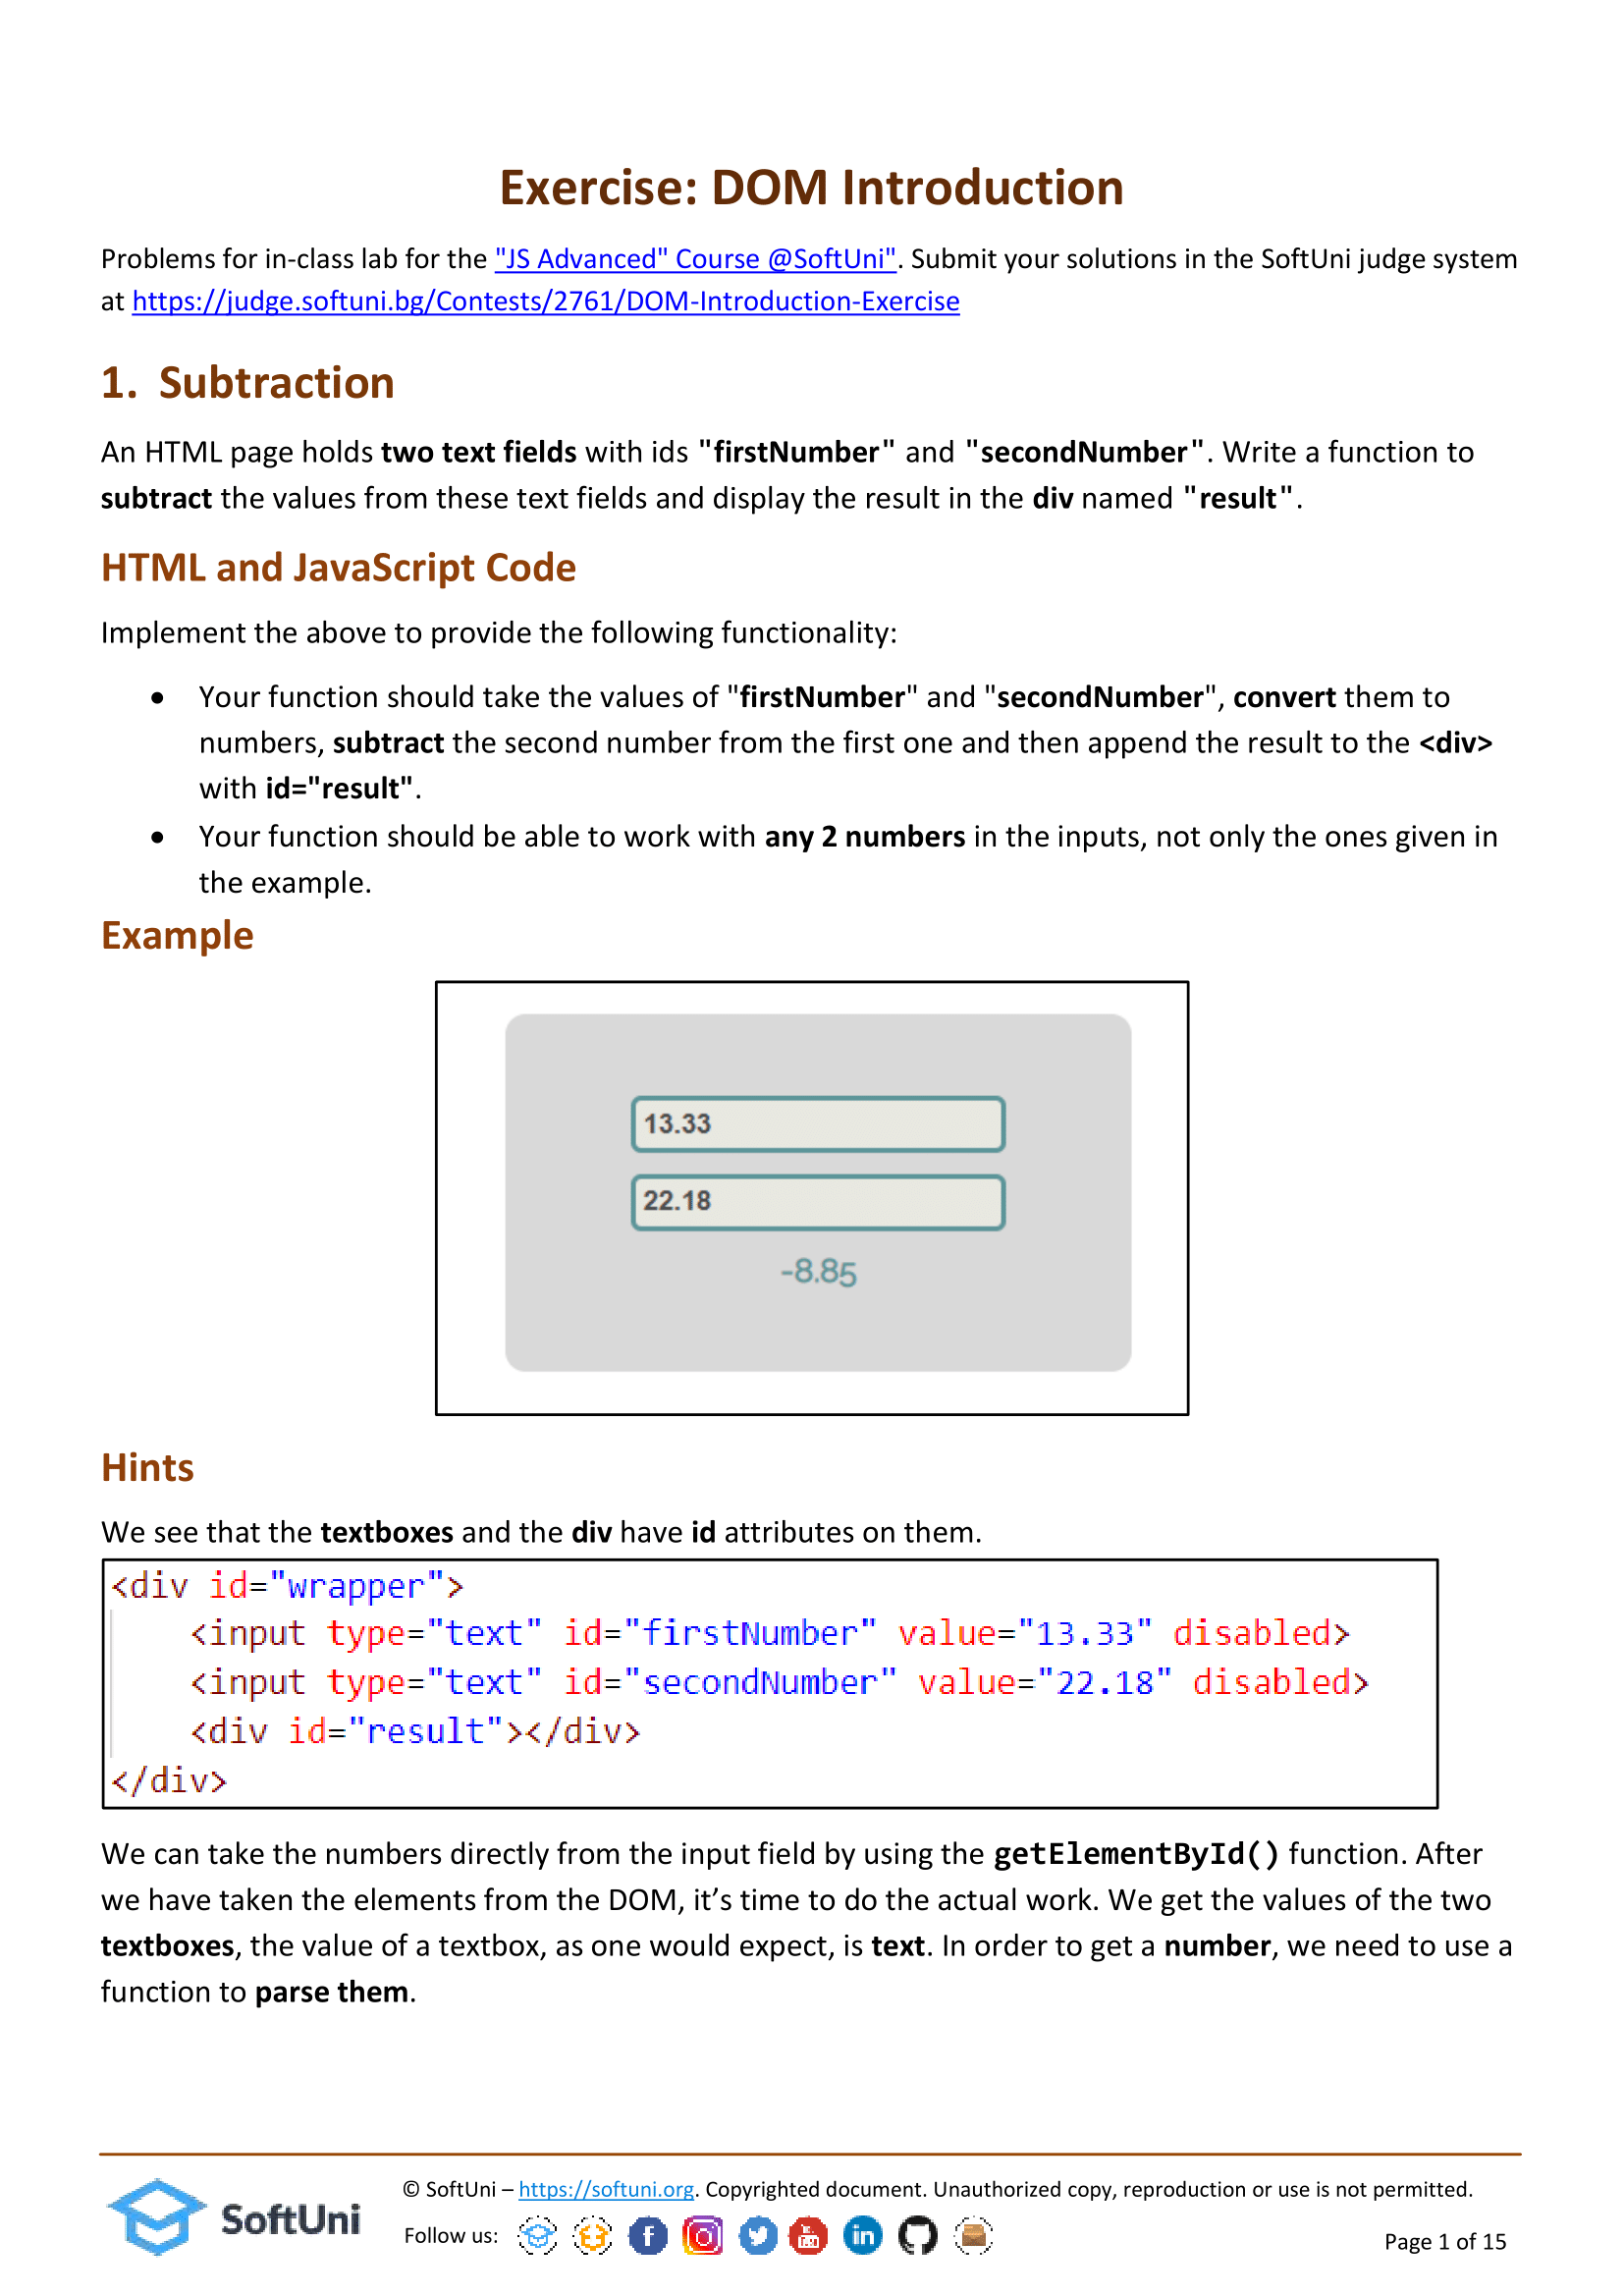 Exercise: DOM Introduction
Problems for in-class lab for the "JS Advanced" Course @SoftUni". Submit your solutions in the SoftUni judge system
at https://judge.softuni.bg/Contests/2761/DOM-Introduction-Exercise
1. Subtraction
An HTML page holds two text fields with ids "firstNumber" and "secondNumber". Write a function to
subtract the values from these text fields and display the result in the div named "result".
HTML and JavaScript Code
Implement the above to provide the following functionality:
• Your function should take the values of "firstNumber" and "secondNumber", convert them to
numbers, subtract the second number from the first one and then append the result to the <div>
with id="result".
• Your function should be able to work with any 2 numbers in the inputs, not only the ones given in
the example.
Example
13.33
22.18
-8.85
Hints
We see that the textboxes and the div have id attributes on them.
<div id="wrapper">
<input type="text" id="firstNumber" value="13.33" disabled>
<input type="text" id="secondNumber" value="22.18" disabled>
<div id="result"></div>
</div>
We can take the numbers directly from the input field by using the getElementById() function. After
we have taken the elements from the DOM, it’s time to do the actual work. We get the values of the two
textboxes, the value of a textbox, as one would expect, is text. In order to get a number, we need to use a
function to parse them.
SoftUni
© SoftUni – https://softuni.org. Copyrighted document. Unauthorized copy, reproduction or use is not permitted.
Follow us:
Page 1 of 15